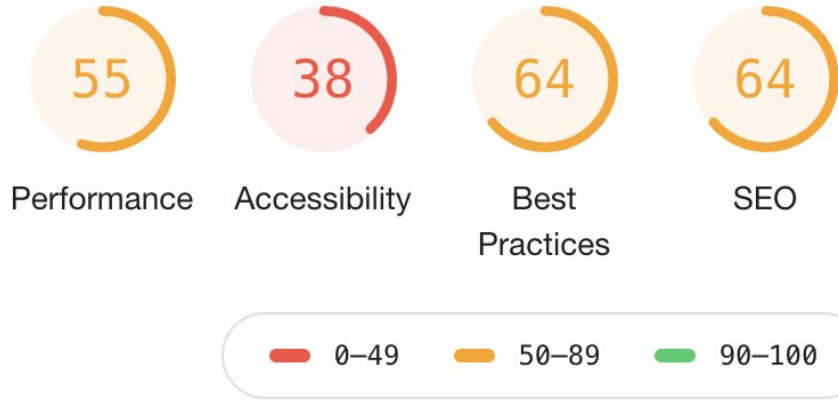 55 38 64 64
Performance Accessibility Best Practices SEO
0–49 50–89 90–100